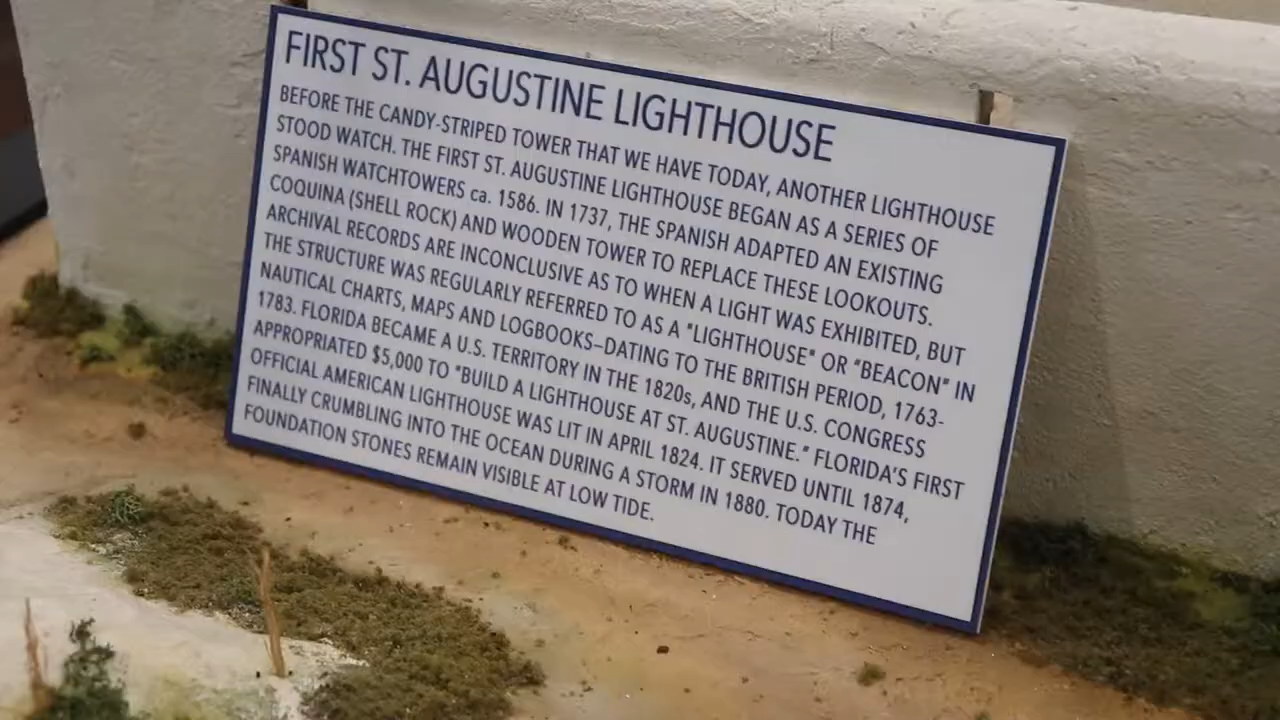 FIRST ST. AUGUSTINE LIGHTHOUSE
BEFORE THE CANDY-STRIPED TOWER THAT WE HAVE TODAY, ANOTHER LIGHTHOUSE
STOOD WATCH. THE FIRST ST. AUGUSTINE LIGHTHOUSE BEGAN AS A SERIES OF
SPANISH WATCHTOWERS ca. 1586. IN 1737, THE SPANISH ADAPTED AN EXISTING
COQUINA (SHELL ROCK) AND WOODEN TOWER TO REPLACE THESE LOOKOUTS.
ARCHIVAL RECORDS ARE INCONCLUSIVE AS TO WHEN A LIGHT WAS EXHIBITED, BUT
THE STRUCTURE WAS REGULARLY REFERRED TO AS A "LIGHTHOUSE" OR "BEACON" IN
NAUTICAL CHARTS, MAPS AND LOGBOOKS–DATING TO THE BRITISH PERIOD, 1763-
1783. FLORIDA BECAME A U.S. TERRITORY IN THE 1820s, AND THE U.S. CONGRESS
APPROPRIATED $5,000 TO "BUILD A LIGHTHOUSE AT ST. AUGUSTINE." FLORIDA'S FIRST
OFFICIAL AMERICAN LIGHTHOUSE WAS LIT IN APRIL 1824. IT SERVED UNTIL 1874,
FINALLY CRUMBLING INTO THE OCEAN DURING A STORM IN 1880. TODAY THE
FOUNDATION STONES REMAIN VISIBLE AT LOW TIDE.